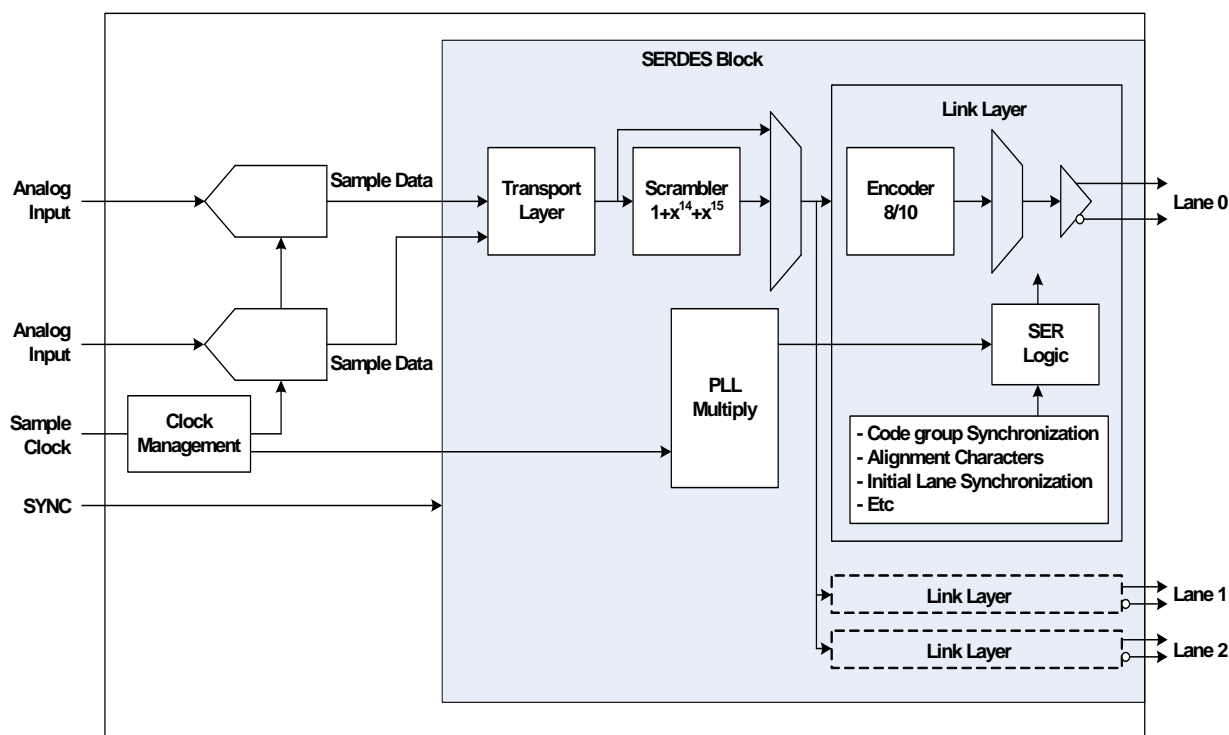 SERDES Block
Link Layer
Analog
Input
Sample Data
Transport
Layer
Scrambler
1+x¹⁴+x¹⁵
Encoder
8/10
Lane 0
Analog
Input
Sample Data
PLL
Multiply
SER
Logic
Sample
Clock
Clock
Management
- Code group Synchronization
- Alignment Characters
- Initial Lane Synchronization
- Etc
SYNC
Link Layer
Lane 1
Link Layer
Lane 2